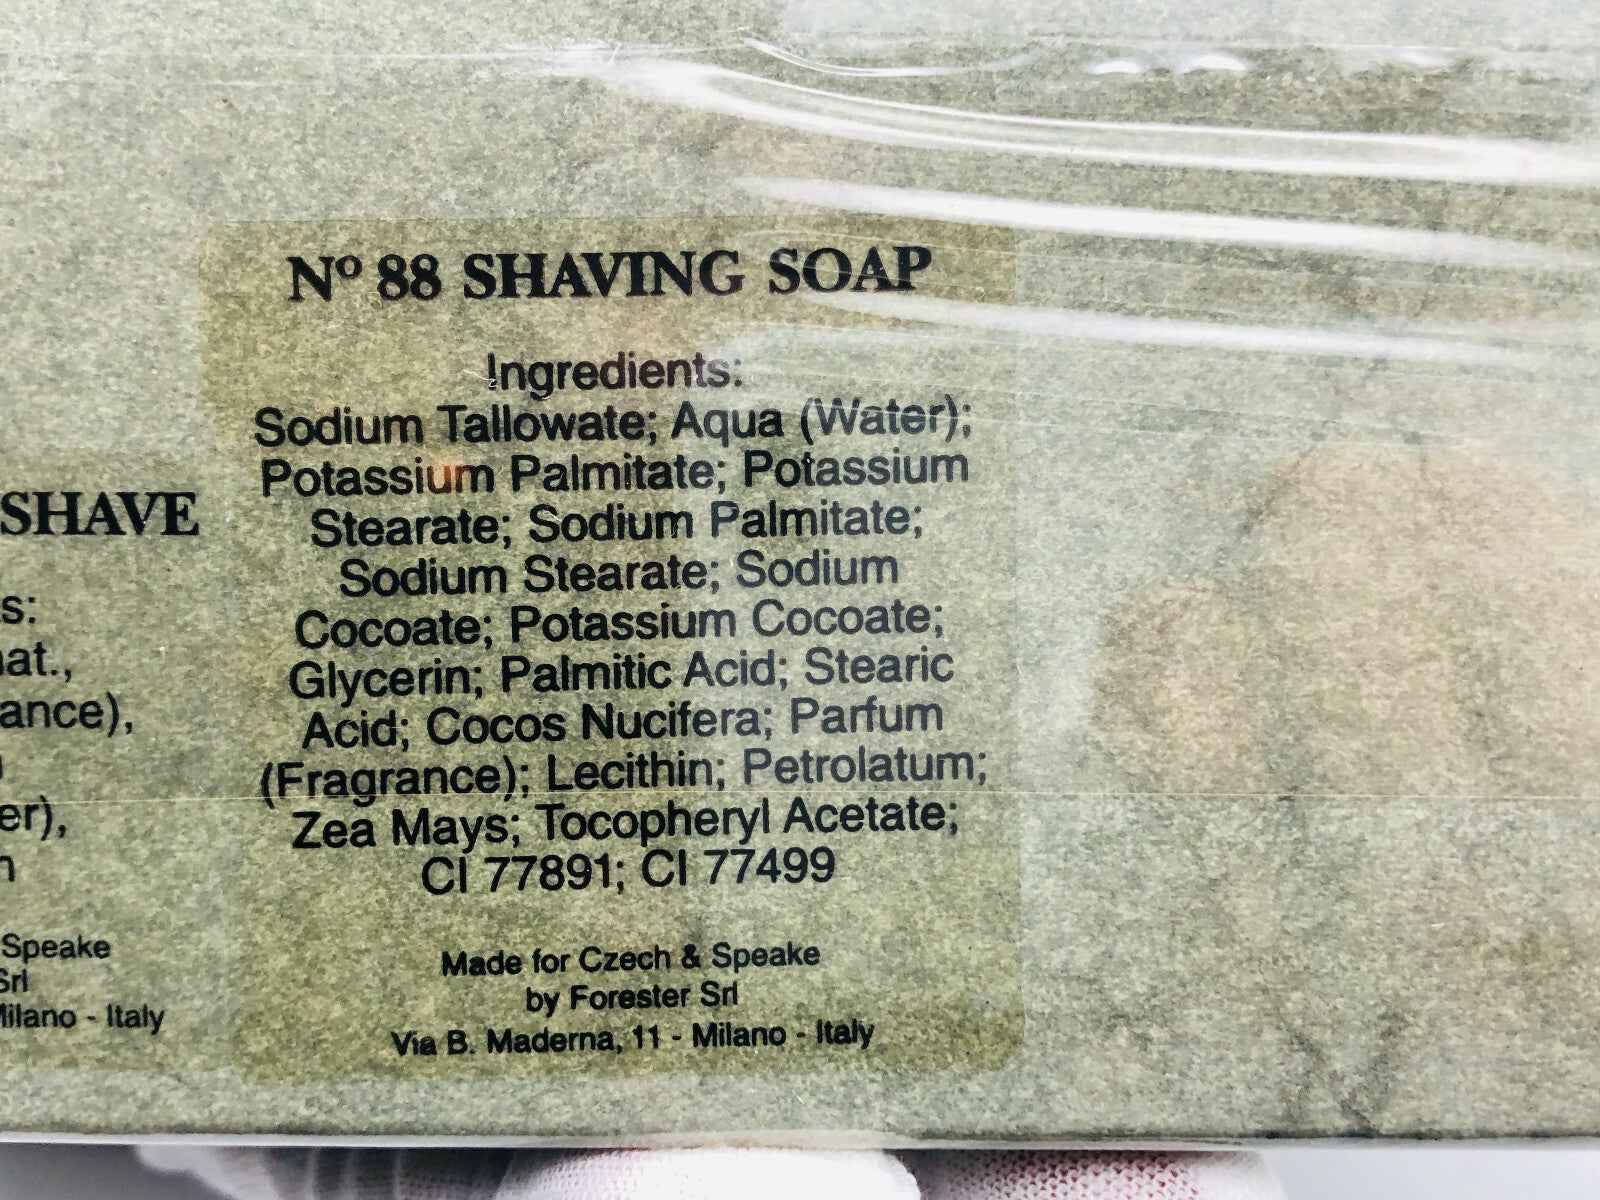 Nº 88 SHAVING SOAP
Ingredients:
Sodium Tallowate; Aqua (Water);
Potassium Palmitate; Potassium
Stearate; Sodium Palmitate;
Sodium Stearate; Sodium
Cocoate; Potassium Cocoate;
Glycerin; Palmitic Acid; Stearic
Acid; Cocos Nucifera; Parfum
(Fragrance); Lecithin; Petrolatum;
Zea Mays; Tocopheryl Acetate;
CI 77891; CI 77499
Made for Czech & Speake
by Forester Srl
Via B. Maderna, 11 - Milano - Italy
SHAVE
s:
at.,
ance),
er),
Speake
Srl
Milano - Italy